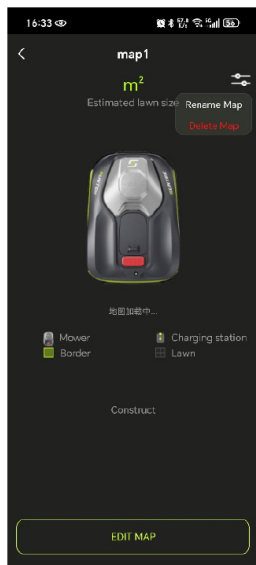 16:33
56
map1
m²
Estimated lawn size
Rename Map
Delete Map
地图加载中...
Mower
Charging station
Border
Lawn
Construct
EDIT MAP